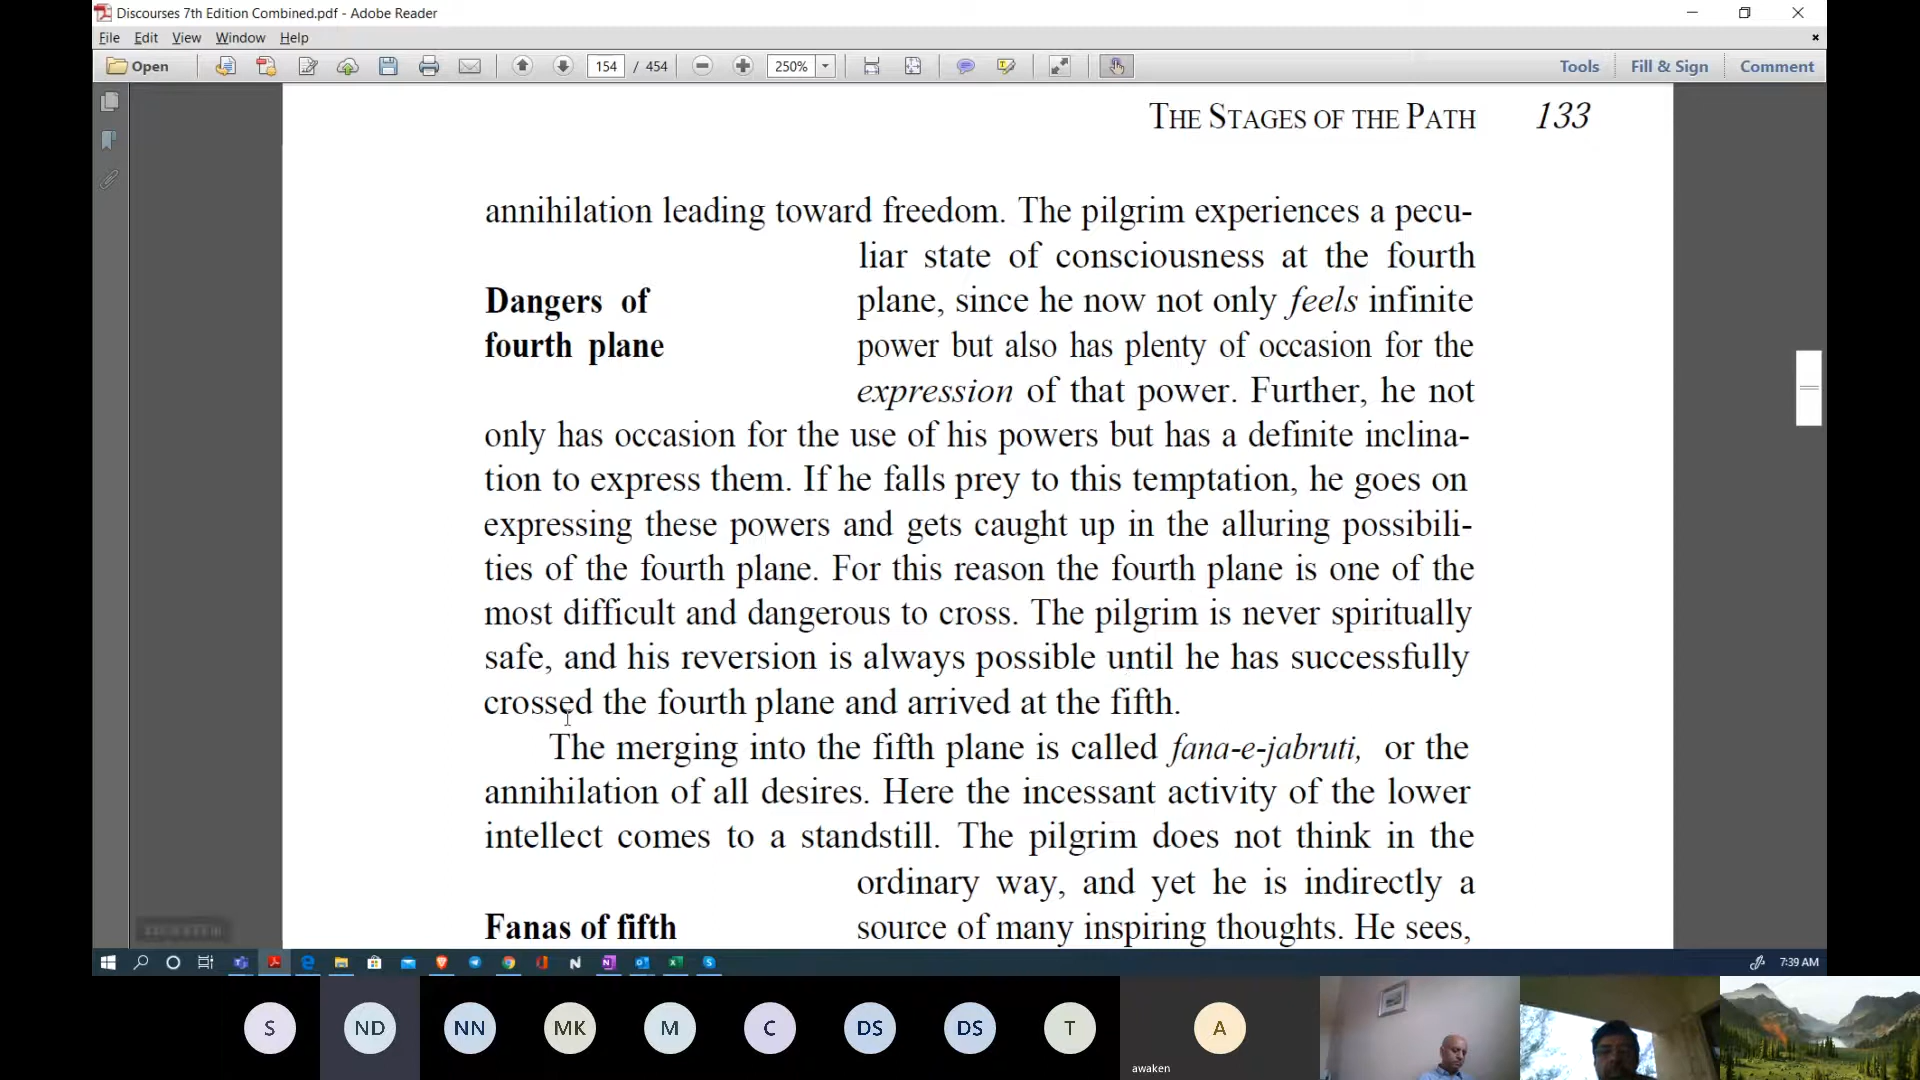 Discourses 7th Edition Combined.pdf - Adobe Reader
File Edit View Window Help
Open 154 / 454 250% Tools Fill & Sign Comment
THE STAGES OF THE PATH 133
annihilation leading toward freedom. The pilgrim experiences a pecu-
liar state of consciousness at the fourth
Dangers of
fourth plane
plane, since he now not only feels infinite
power but also has plenty of occasion for the
expression of that power. Further, he not
only has occasion for the use of his powers but has a definite inclina-
tion to express them. If he falls prey to this temptation, he goes on
expressing these powers and gets caught up in the alluring possibili-
ties of the fourth plane. For this reason the fourth plane is one of the
most difficult and dangerous to cross. The pilgrim is never spiritually
safe, and his reversion is always possible until he has successfully
crossed the fourth plane and arrived at the fifth.
The merging into the fifth plane is called fana-e-jabruti, or the
annihilation of all desires. Here the incessant activity of the lower
intellect comes to a standstill. The pilgrim does not think in the
ordinary way, and yet he is indirectly a
Fanas of fifth
source of many inspiring thoughts. He sees,
7:39 AM
S ND NN MK M C DS DS T A
awaken